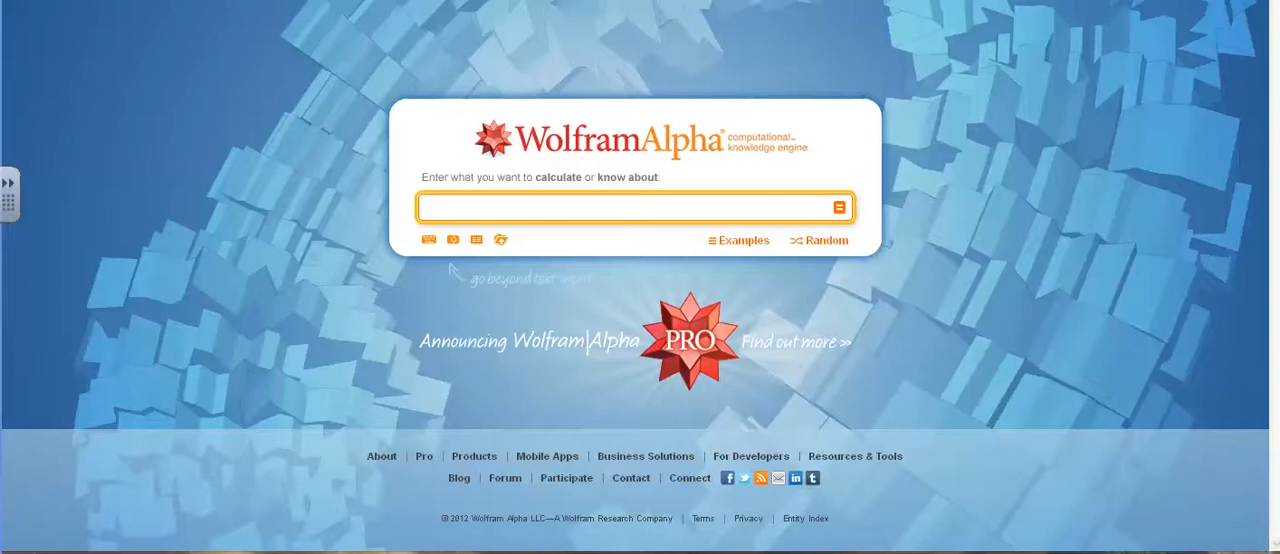 WolframAlpha® computational™ knowledge engine
Enter what you want to calculate or know about:
Examples Random
go beyond text input
Announcing Wolfram|Alpha PRO Find out more >>
About | Pro | Products | Mobile Apps | Business Solutions | For Developers | Resources & Tools
Blog | Forum | Participate | Contact | Connect
© 2012 Wolfram Alpha LLC—A Wolfram Research Company | Terms | Privacy | Entity Index